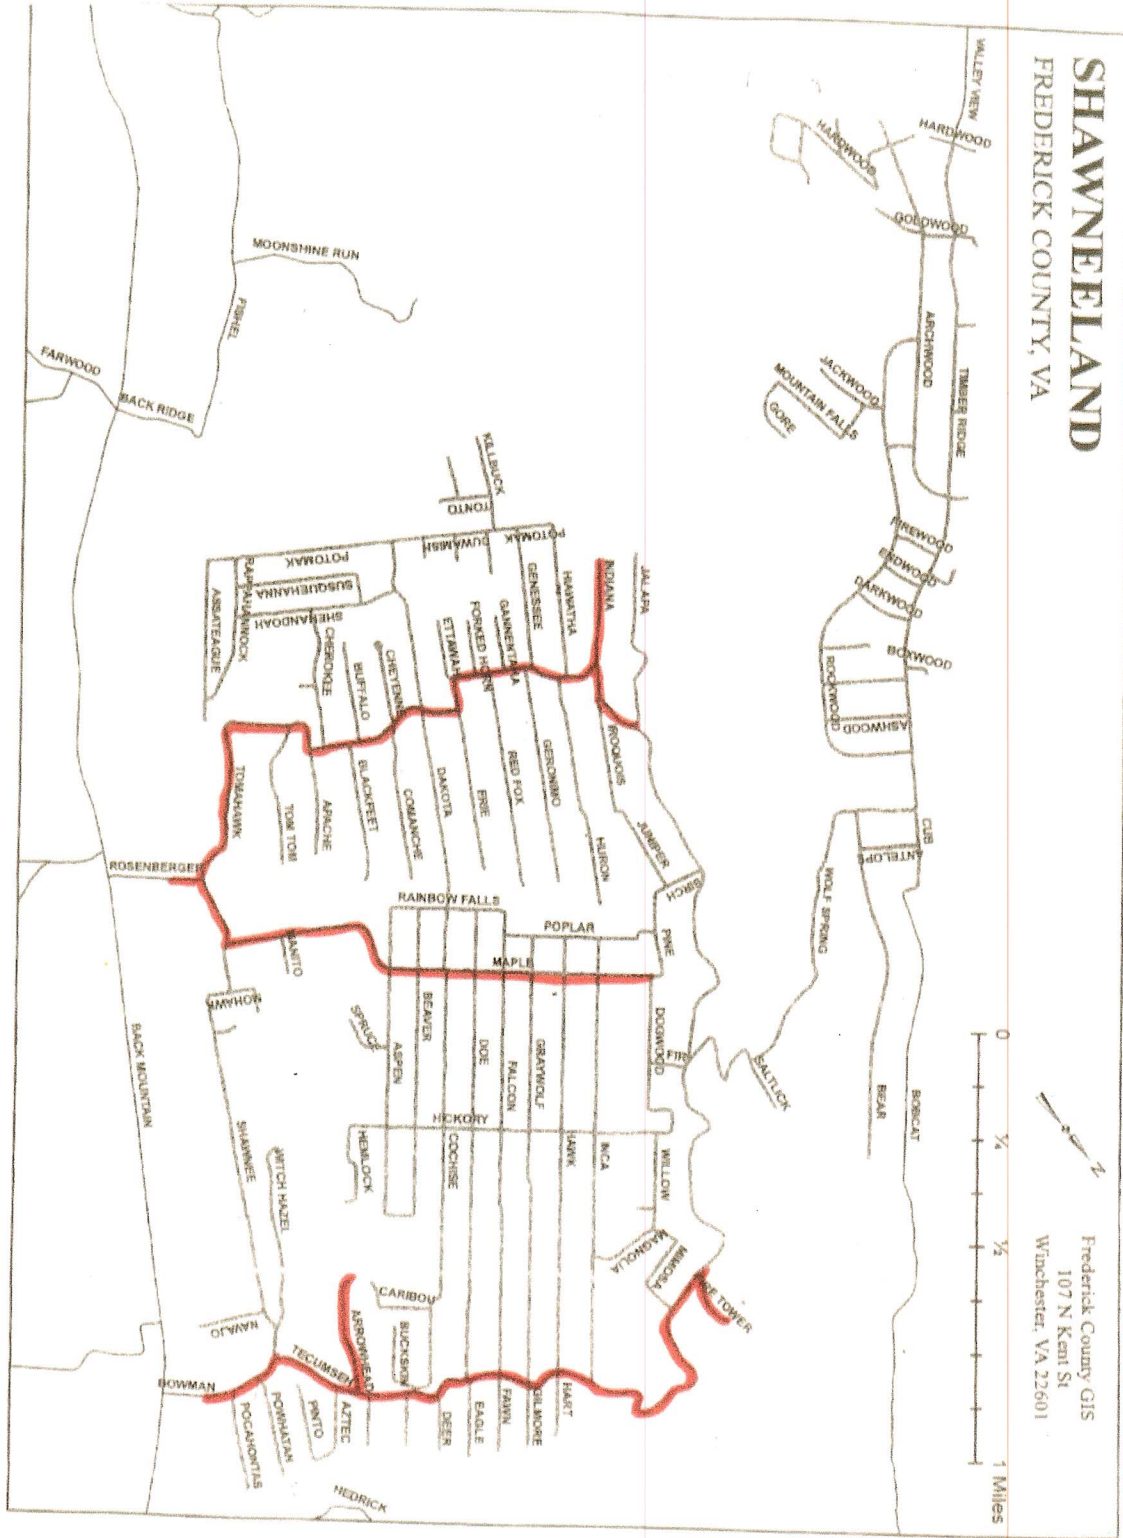 SHAWNEELAND
FREDERICK COUNTY, VA
Frederick County GIS
107 N Kent St
Winchester, VA 22601
N
0
¼
½
1 Miles
VALLEY VIEW
HARDWOOD
HARDWOOD
GOLDWOOD
ARCHWOOD
TIMBER RIDGE
JACKWOOD
MOUNTAIN FALLS
GORE
FIREWOOD
ENDWOOD
DARKWOOD
BOXWOOD
ROCKWOOD
ASHWOOD
CUB
ANTELOPE
WOLF SPRING
BOBCAT
BEAR
SALTLICK
MOONSHINE RUN
FISHEL
FARWOOD
BACK RIDGE
KILLBUCK
TONTO
POTOMAK
DUWAMISH
POTOMAK
SUSQUEHANNA
SHENANDOAH
RAPPAHANNOCK
ASSATEAGUE
JALAPA
INDIANA
HIAWATHA
GENESSEE
GANNENTAHA
FORKED HORN
ETTAWAH
CHEYENNE
BUFFALO
CHEROKEE
IROQUOIS
GERONIMO
RED FOX
ERIE
DAKOTA
COMANCHE
BLACKFEET
APACHE
TOM TOM
TOMAHAWK
HURON
JUNIPER
BIRCH
ROSENBERGER
RAINBOW FALLS
POPLAR
PINE
MAPLE
MANITO
MOHAWK
SPRUCE
ASPEN
BEAVER
DOE
FALCON
GRAYWOLF
DOGWOOD
FIR
HICKORY
HEMLOCK
COCHISE
HAWK
INCA
WILLOW
BACK MOUNTAIN
SHAWNEE
WITCH HAZEL
MAGNOLIA
MIMOSA
FIRE TOWER
NAVAJO
CARIBOU
BUCKSKIN
ARROWHEAD
TECUMSEH
BOWMAN
POCAHONTAS
POWHATAN
PINTO
AZTEC
DEER
EAGLE
FAWN
GILMORE
HART
HEDRICK